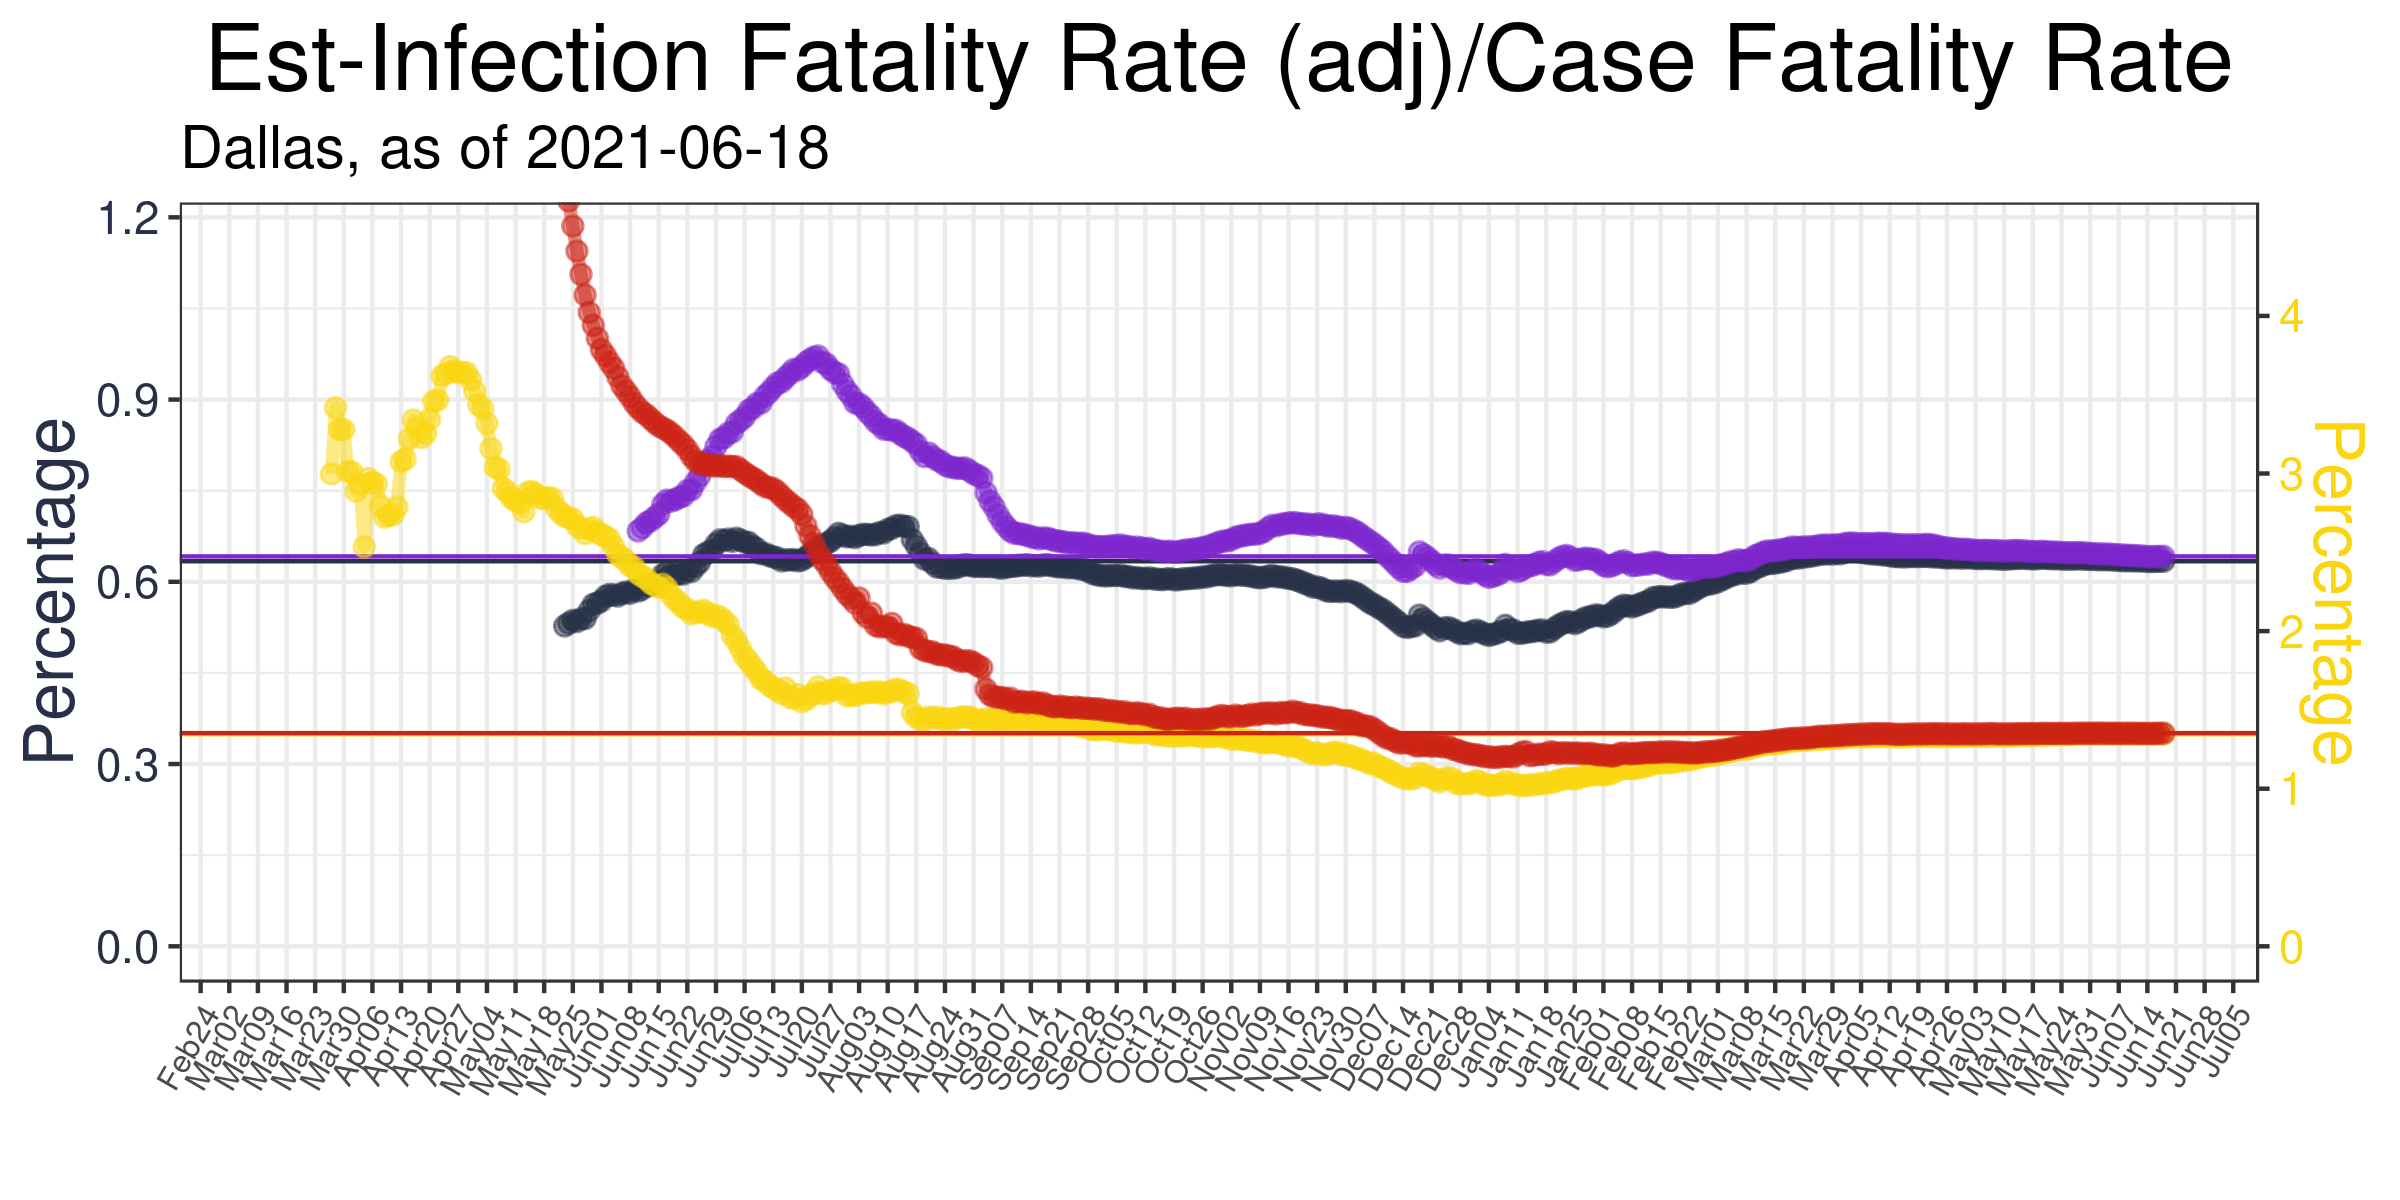 Est-Infection Fatality Rate (adj)/Case Fatality Rate
Dallas, as of 2021-06-18
Percentage
1.2
0.9
0.6
0.3
0.0
4
3
2
1
0
Percentage
Feb24
Mar02
Mar09
Mar16
Mar23
Mar30
Apr06
Apr13
Apr20
Apr27
May04
May11
May18
May25
Jun01
Jun08
Jun15
Jun22
Jun29
Jul06
Jul13
Jul20
Jul27
Aug03
Aug10
Aug17
Aug24
Aug31
Sep07
Sep14
Sep21
Sep28
Oct05
Oct12
Oct19
Oct26
Nov02
Nov09
Nov16
Nov23
Nov30
Dec07
Dec14
Dec21
Dec28
Jan04
Jan11
Jan18
Jan25
Feb01
Feb08
Feb15
Feb22
Mar01
Mar08
Mar15
Mar22
Mar29
Apr05
Apr12
Apr19
Apr26
May03
May10
May17
May24
May31
Jun07
Jun14
Jun21
Jun28
Jul05